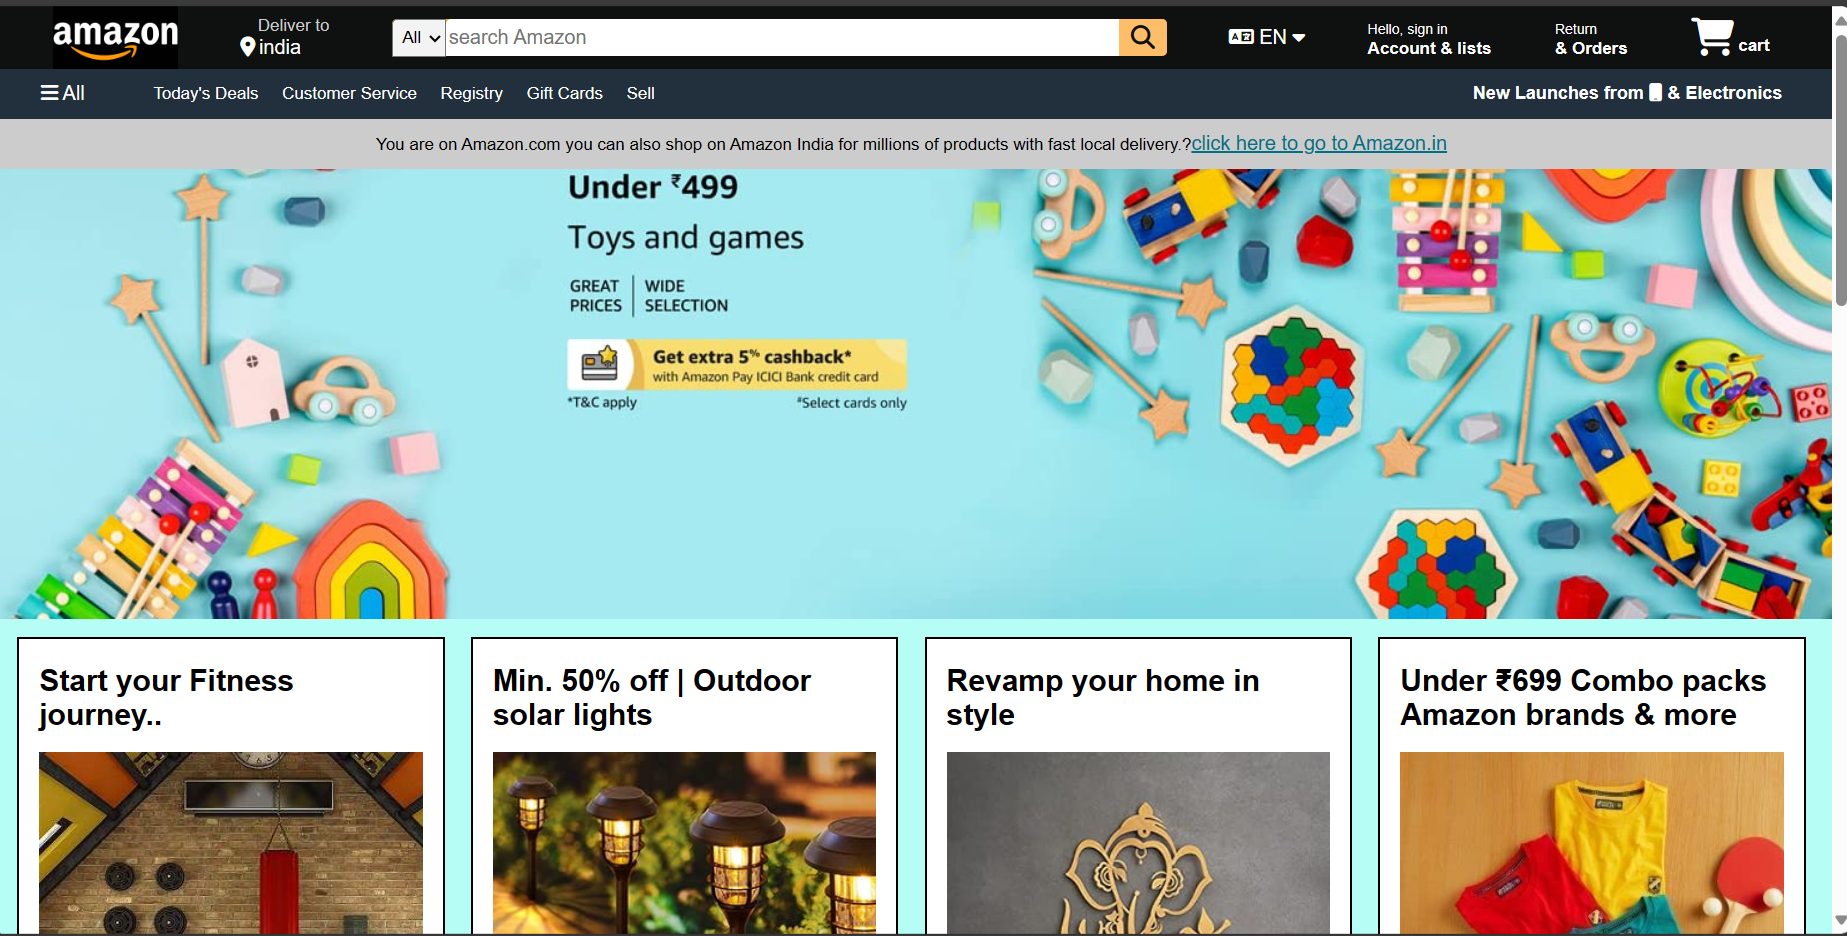 amazon
Deliver to
india
All
search Amazon
EN
Hello, sign in
Account & lists
Return
& Orders
cart
All
Today's Deals
Customer Service
Registry
Gift Cards
Sell
New Launches from & Electronics
You are on Amazon.com you can also shop on Amazon India for millions of products with fast local delivery.?click here to go to Amazon.in
Under ₹499
Toys and games
GREAT
PRICES
WIDE
SELECTION
Get extra 5% cashback*
with Amazon Pay ICICI Bank credit card
*T&C apply
#Select cards only
Start your Fitness
journey..
Min. 50% off | Outdoor
solar lights
Revamp your home in
style
Under ₹699 Combo packs
Amazon brands & more